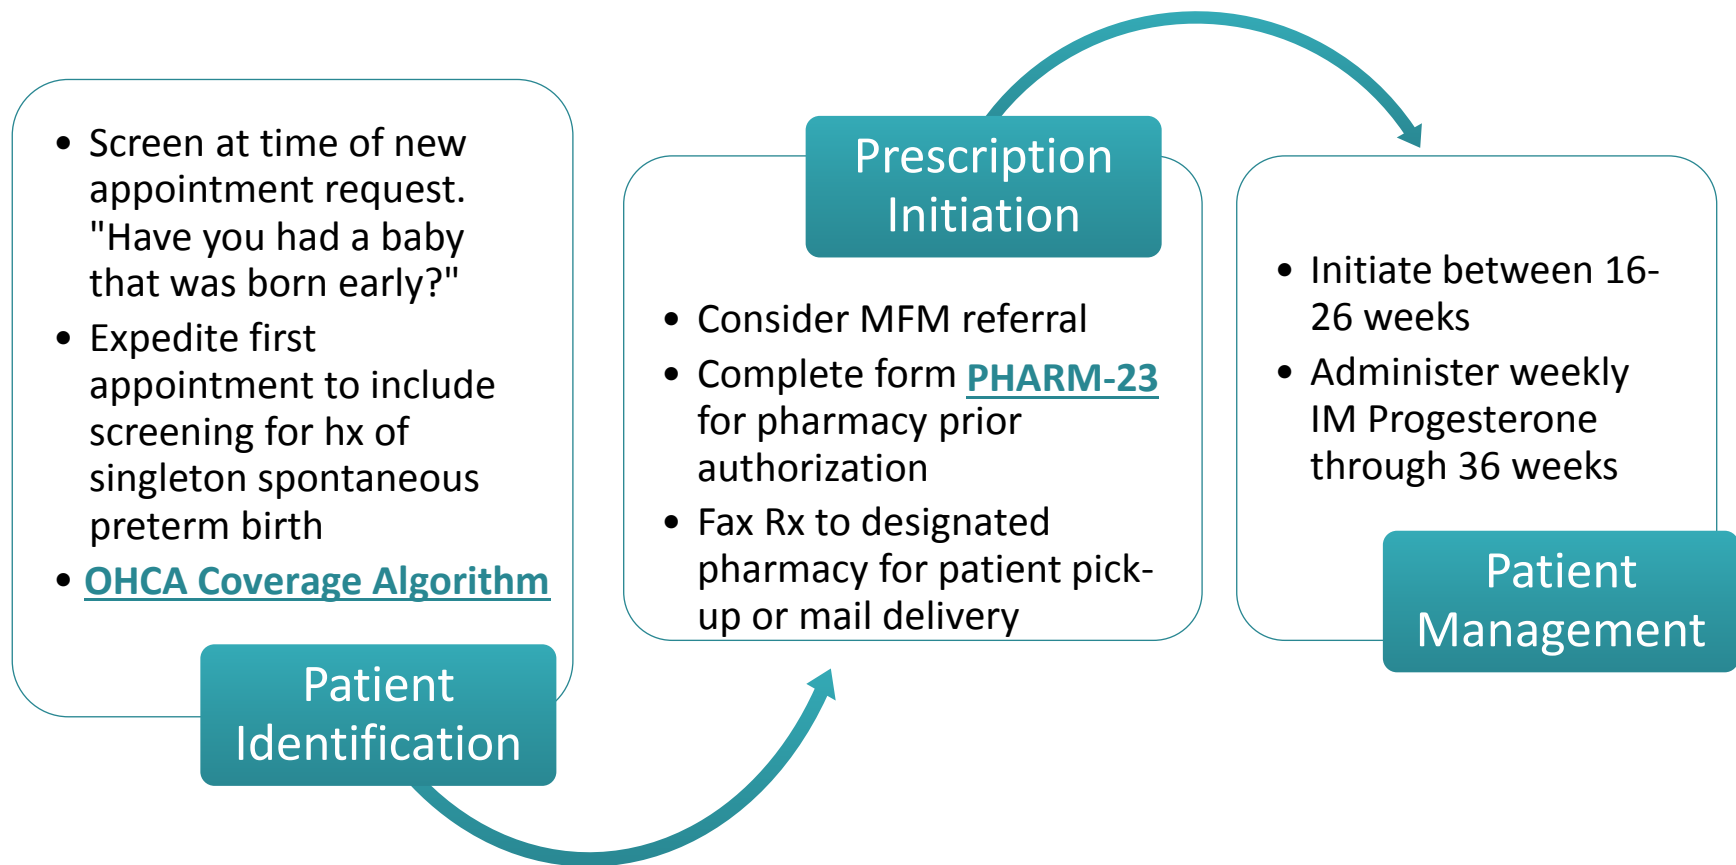 • Screen at time of new
appointment request.
"Have you had a baby
that was born early?"
• Expedite first
appointment to include
screening for hx of
singleton spontaneous
preterm birth
• OHCA Coverage Algorithm
Patient
Identification
Prescription
Initiation
• Consider MFM referral
• Complete form PHARM-23
for pharmacy prior
authorization
• Fax Rx to designated
pharmacy for patient pick-
up or mail delivery
• Initiate between 16-
26 weeks
• Administer weekly
IM Progesterone
through 36 weeks
Patient
Management